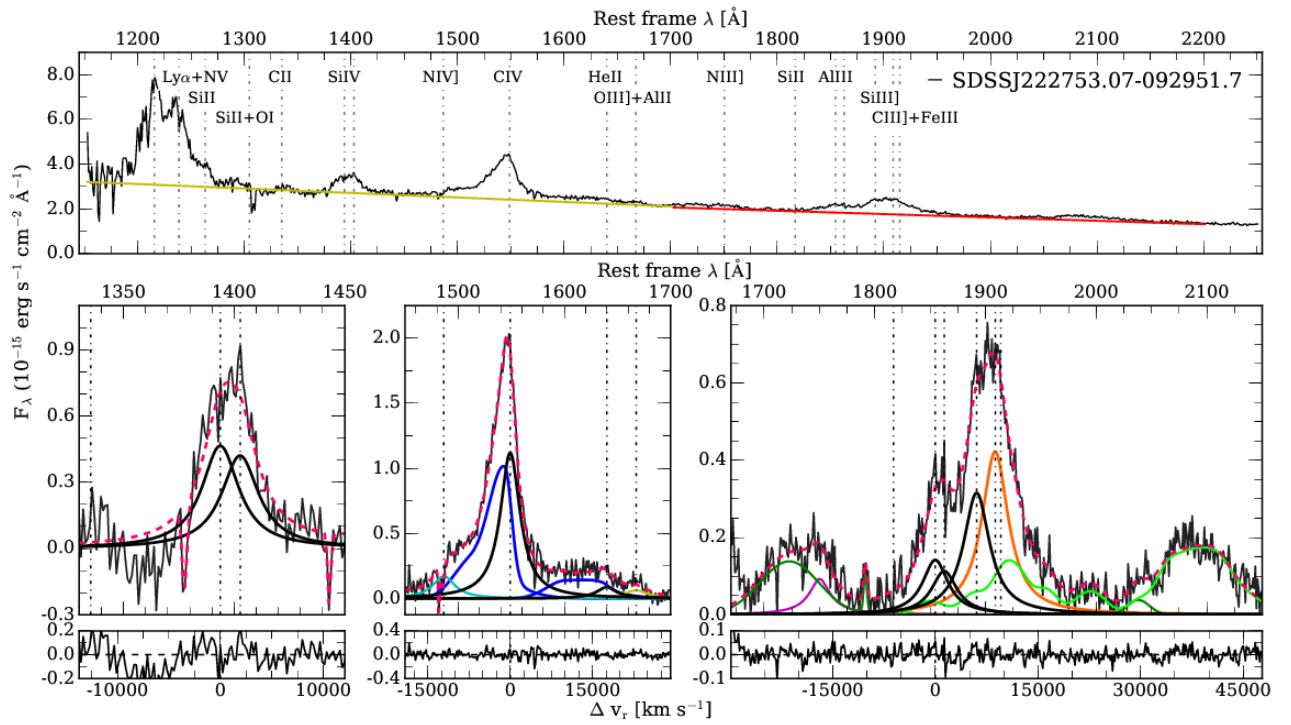 Rest frame λ [Å]
1200 1300 1400 1500 1600 1700 1800 1900 2000 2100 2200
8.0
6.0
4.0
2.0
0.0
Lyα+NV CII SiIV NIV] CIV HeII NIII] SiII AlIII – SDSSJ222753.07-092951.7
SiII OIII]+AlII SiIII]
SiII+OI CIII]+FeIII
Rest frame λ [Å]
1350 1400 1450 1500 1600 1700 1700 1800 1900 2000 2100
F_λ (10⁻¹⁵ erg s⁻¹ cm⁻² Å⁻¹)
0.9
0.6
0.3
0.0
-0.3
2.0
1.5
1.0
0.5
0.0
0.8
0.6
0.4
0.2
0.0
0.2
0.0
-0.2
0.4
0.0
-0.4
0.1
0.0
-0.1
-10000 0 10000 -15000 0 15000 -15000 0 15000 30000 45000
Δ v_r [km s⁻¹]